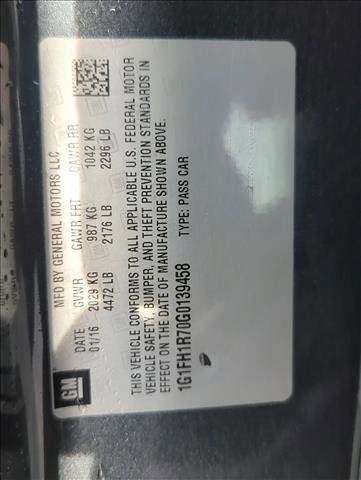 GM
MFD BY GENERAL MOTORS LLC
DATE GVWR GAWR FRT GAWR RR
01/16 2029 KG 987 KG 1042 KG
4472 LB 2176 LB 2296 LB
THIS VEHICLE CONFORMS TO ALL APPLICABLE U.S. FEDERAL MOTOR
VEHICLE SAFETY, BUMPER, AND THEFT PREVENTION STANDARDS IN
EFFECT ON THE DATE OF MANUFACTURE SHOWN ABOVE.
1G1FH1R70G0139458 TYPE: PASS CAR